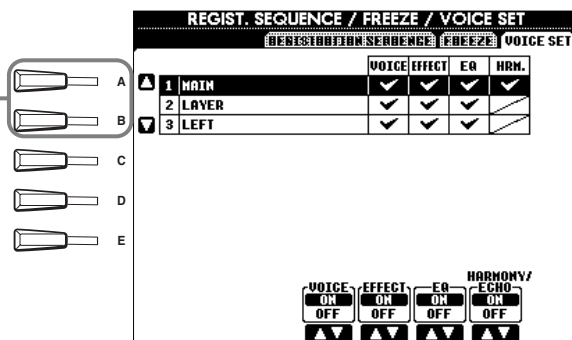 REGIST. SEQUENCE / FREEZE / VOICE SET
REGISTRATION SEQUENCE FREEZE VOICE SET
VOICE EFFECT EQ HRM.
A
1 MAIN
2 LAYER
B
3 LEFT
C
D
E
VOICE EFFECT EQ HARMONY/ECHO
ON ON ON ON
OFF OFF OFF OFF